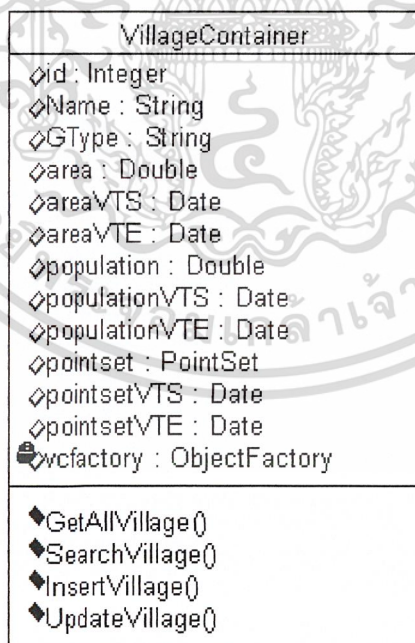 VillageContainer
id : Integer
Name : String
GType : String
area : Double
areaVTS : Date
areaVTE : Date
population : Double
populationVTS : Date
populationVTE : Date
pointset : PointSet
pointsetVTS : Date
pointsetVTE : Date
vcfactory : ObjectFactory
GetAllVillage()
SearchVillage()
InsertVillage()
UpdateVillage()